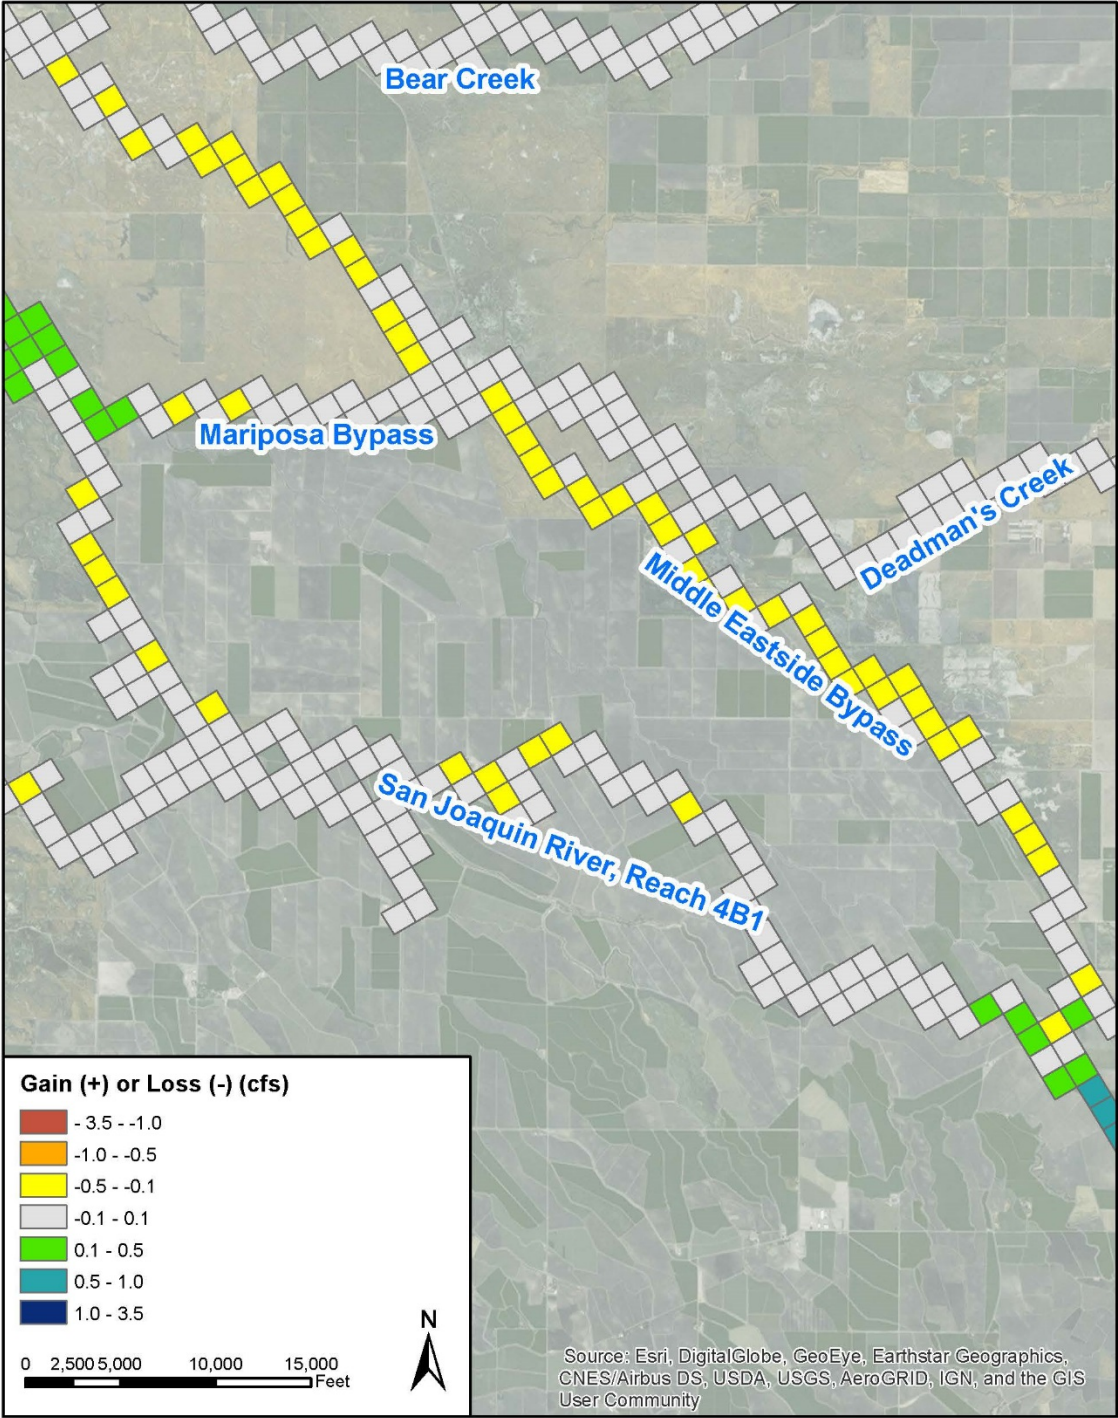 Bear Creek
Mariposa Bypass
Deadman's Creek
Middle Eastside Bypass
San Joaquin River, Reach 4B1
Gain (+) or Loss (-) (cfs)
- 3.5 - -1.0
-1.0 - -0.5
-0.5 - -0.1
-0.1 - 0.1
0.1 - 0.5
0.5 - 1.0
1.0 - 3.5
N
0 2,500 5,000 10,000 15,000
Feet
Source: Esri, DigitalGlobe, GeoEye, Earthstar Geographics,
CNES/Airbus DS, USDA, USGS, AeroGRID, IGN, and the GIS
User Community